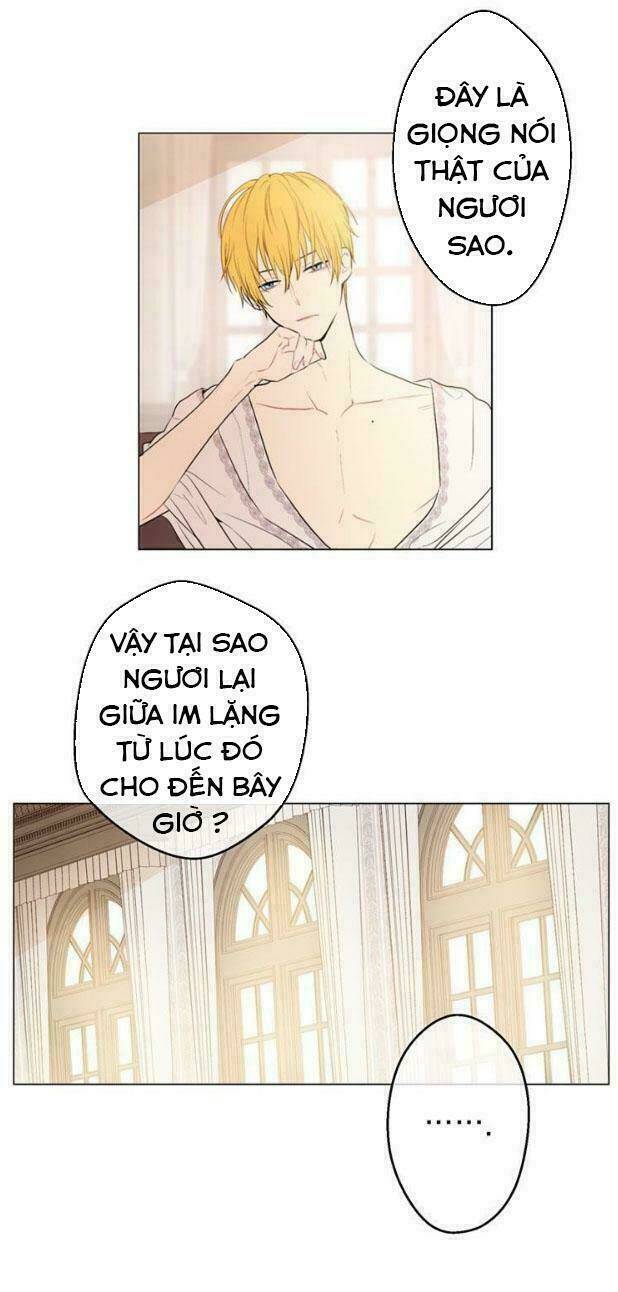 ĐÂY LÀ
GIỌNG NÓI
THẬT CỦA
NGƯƠI
SAO.
VẬY TẠI SAO
NGƯƠI LẠI
GIỮA IM LẶNG
TỪ LÚC ĐÓ
CHO ĐẾN BÂY
GIỜ ?
.......